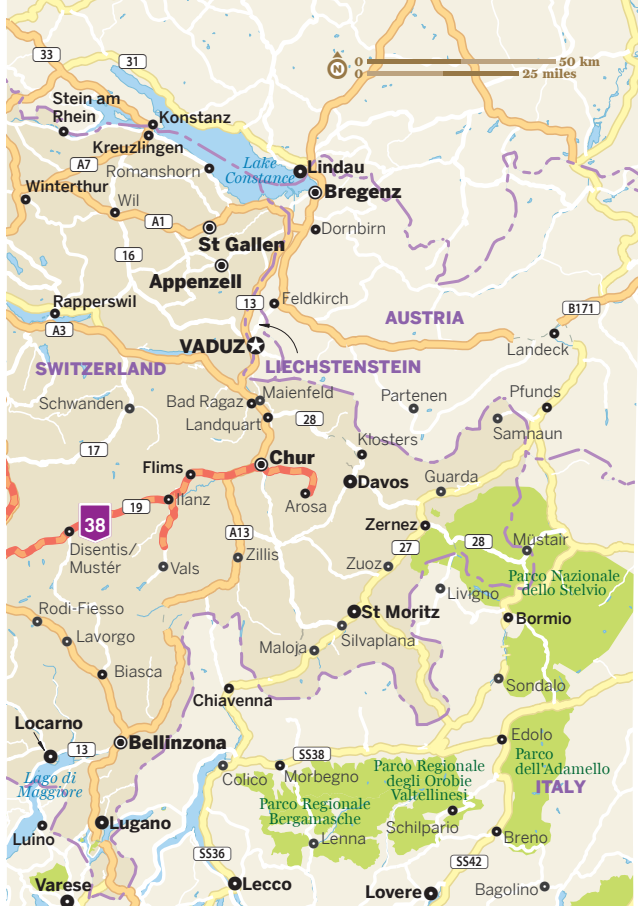 33
31
0
50 km
N
0
25 miles
Stein am
Rhein
Konstanz
Kreuzlingen
A7
Romanshorn
Lake
Constance
Lindau
Bregenz
Winterthur
Wil
A1
St Gallen
Dornbirn
16
Appenzell
Rapperswil
13
Feldkirch
B171
A3
AUSTRIA
VADUZ
Landeck
SWITZERLAND
LIECHSTENSTEIN
Schwanden
Bad Ragaz
Maienfeld
Partenen
Pfunds
Landquart
28
Samnaun
17
Klosters
Flims
Chur
Davos
Guarda
Ilanz
Arosa
19
38
Zernez
A13
28
Müstair
Disentis/
Mustér
Zillis
27
Vals
Zuoz
Parco Nazionale
dello Stelvio
Livigno
Rodi-Fiesso
St Moritz
Bormio
Lavorgo
Silvaplana
Maloja
Biasca
Sondalo
Chiavenna
Locarno
13
Bellinzona
Edolo
SS38
Parco
dell'Adamello
Lago di
Maggiore
Colico
Morbegno
Parco Regionale
degli Orobie
Valtellinesi
ITALY
Parco Regionale
Bergamasche
Lugano
Schilpario
Luino
Lenna
Breno
SS36
SS42
Varese
Lecco
Lovere
Bagolino